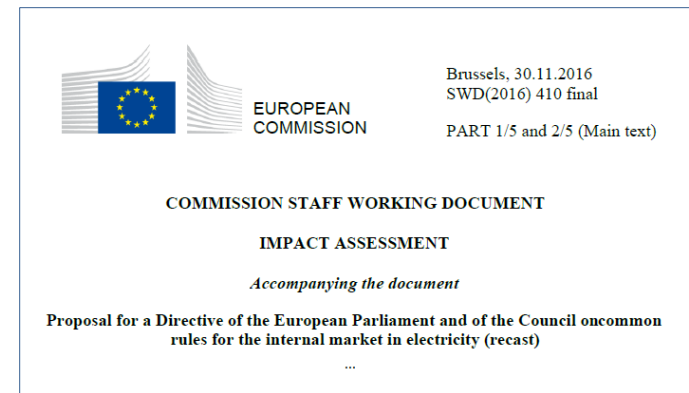 Brussels, 30.11.2016
SWD(2016) 410 final
EUROPEAN
COMMISSION
PART 1/5 and 2/5 (Main text)
COMMISSION STAFF WORKING DOCUMENT
IMPACT ASSESSMENT
Accompanying the document
Proposal for a Directive of the European Parliament and of the Council oncommon
rules for the internal market in electricity (recast)
...